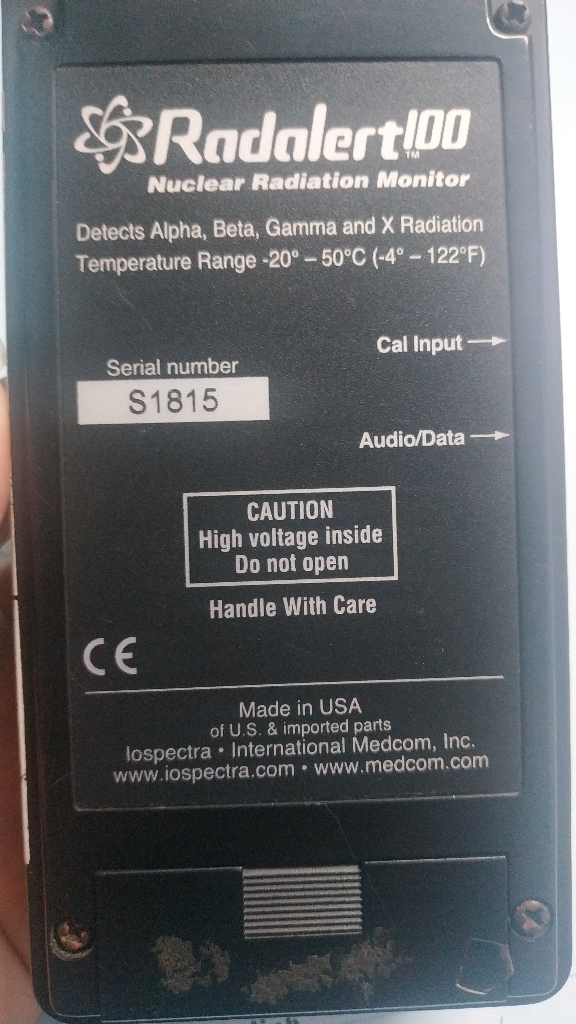 Radalert100™
Nuclear Radiation Monitor
Detects Alpha, Beta, Gamma and X Radiation
Temperature Range -20° – 50°C (-4° – 122°F)
Cal Input
Serial number
S1815
Audio/Data
CAUTION
High voltage inside
Do not open
Handle With Care
CE
Made in USA
of U.S. & imported parts
Iospectra • International Medcom, Inc.
www.iospectra.com • www.medcom.com